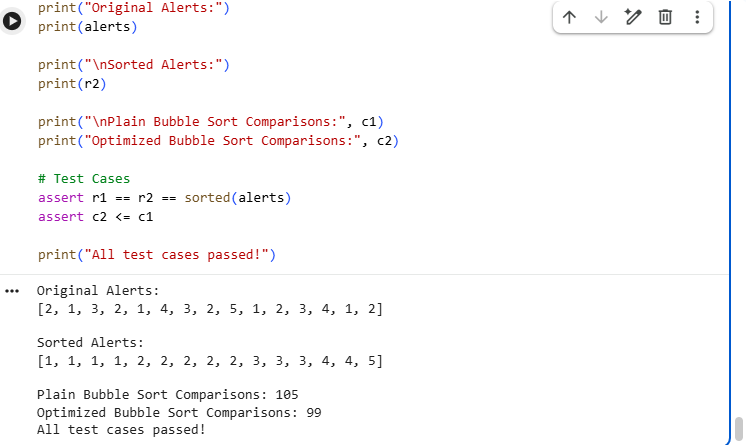 print("Original Alerts:")
print(alerts)
print("\nSorted Alerts:")
print(r2)
print("\nPlain Bubble Sort Comparisons:", c1)
print("Optimized Bubble Sort Comparisons:", c2)
# Test Cases
assert r1 == r2 == sorted(alerts)
assert c2 <= c1
print("All test cases passed!")
Original Alerts:
[2, 1, 3, 2, 1, 4, 3, 2, 5, 1, 2, 3, 4, 1, 2]
Sorted Alerts:
[1, 1, 1, 1, 2, 2, 2, 2, 2, 3, 3, 3, 4, 4, 5]
Plain Bubble Sort Comparisons: 105
Optimized Bubble Sort Comparisons: 99
All test cases passed!